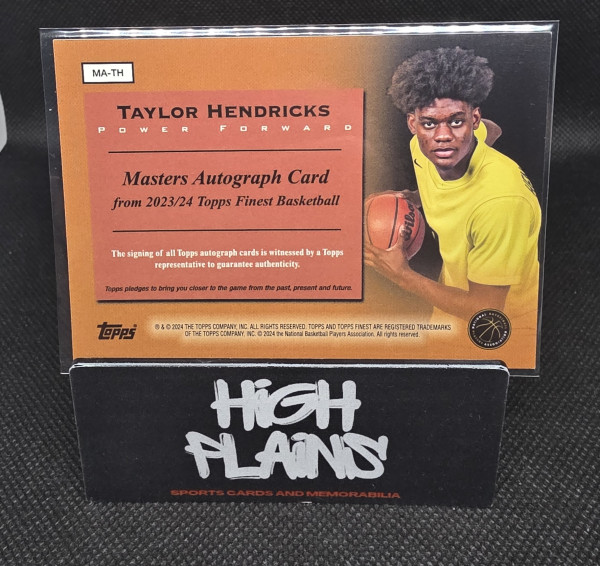 MA-TH
TAYLOR HENDRICKS
POWER FORWARD
Masters Autograph Card
from 2023/24 Topps Finest Basketball
The signing of all Topps autograph cards is witnessed by a Topps
representative to guarantee authenticity.
Topps pledges to bring you closer to the game from the past, present and future.
Topps
® & © 2024 THE TOPPS COMPANY, INC. ALL RIGHTS RESERVED. TOPPS AND TOPPS FINEST ARE REGISTERED TRADEMARKS
OF THE TOPPS COMPANY, INC. © 2024 the National Basketball Players Association. All rights reserved.
HiGH
PLAiNS
SPORTS CARDS AND MEMORABILIA